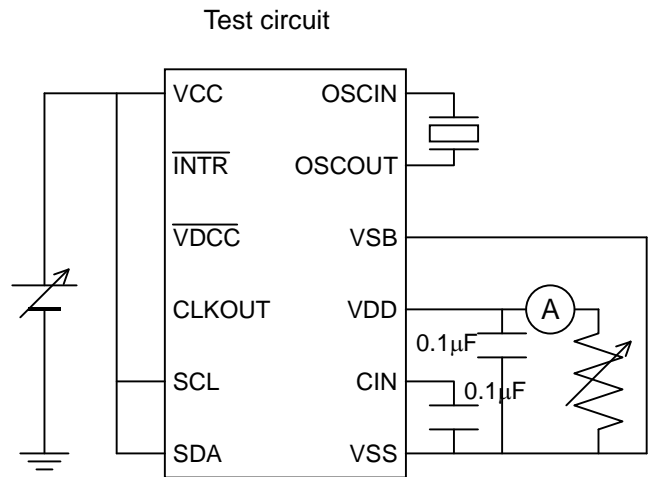 Test circuit
VCC OSCIN
INTR OSCOUT
VDCC VSB
CLKOUT VDD A
0.1μF
SCL CIN 0.1μF
SDA VSS